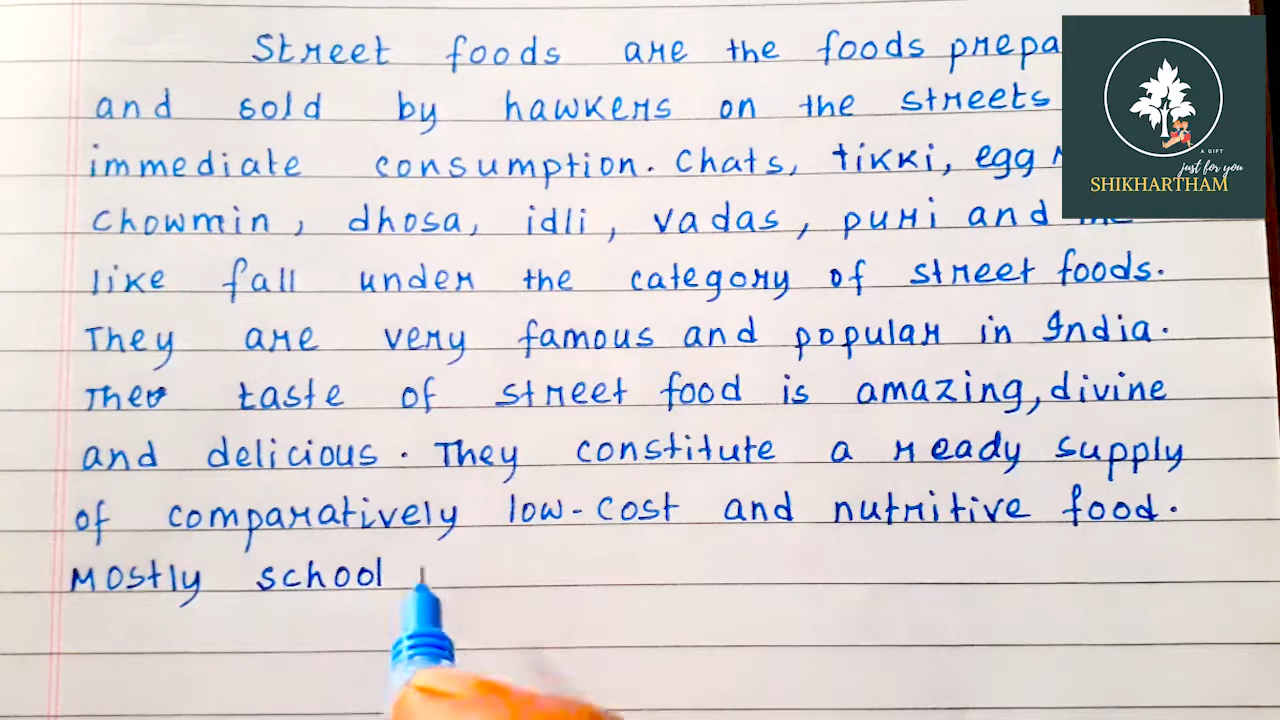 Street foods are the foods prepa
and sold by hawkers on the streets
immediate consumption. Chats, tikki, egg
chowmin, dhosa, idli, vadas, puri and the
like fall under the category of street foods.
They are very famous and popular in India.
The taste of street food is amazing, divine
and delicious. They constitute a ready supply
of comparatively low-cost and nutritive food.
Mostly school
A GIFT
just for you
SHIKHARTHAM